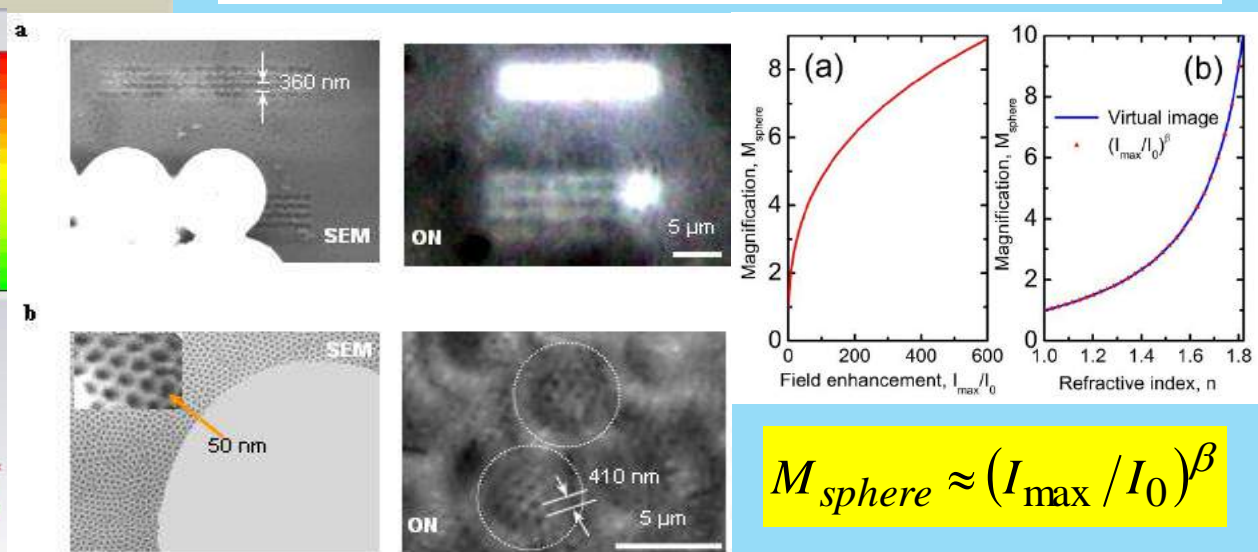 a
360 nm
SEM
ON
5 µm
b
SEM
50 nm
ON
410 nm
5 µm
(a)
Magnification, M_sphere
8
6
4
2
0
0 200 400 600
Field enhancement, I_max/I_0
(b)
Virtual image
(I_max/I_0)^β
Magnification, M_sphere
10
8
6
4
2
0
1.0 1.2 1.4 1.6 1.8
Refractive index, n
M_sphere ≈ (I_max/I_0)^β